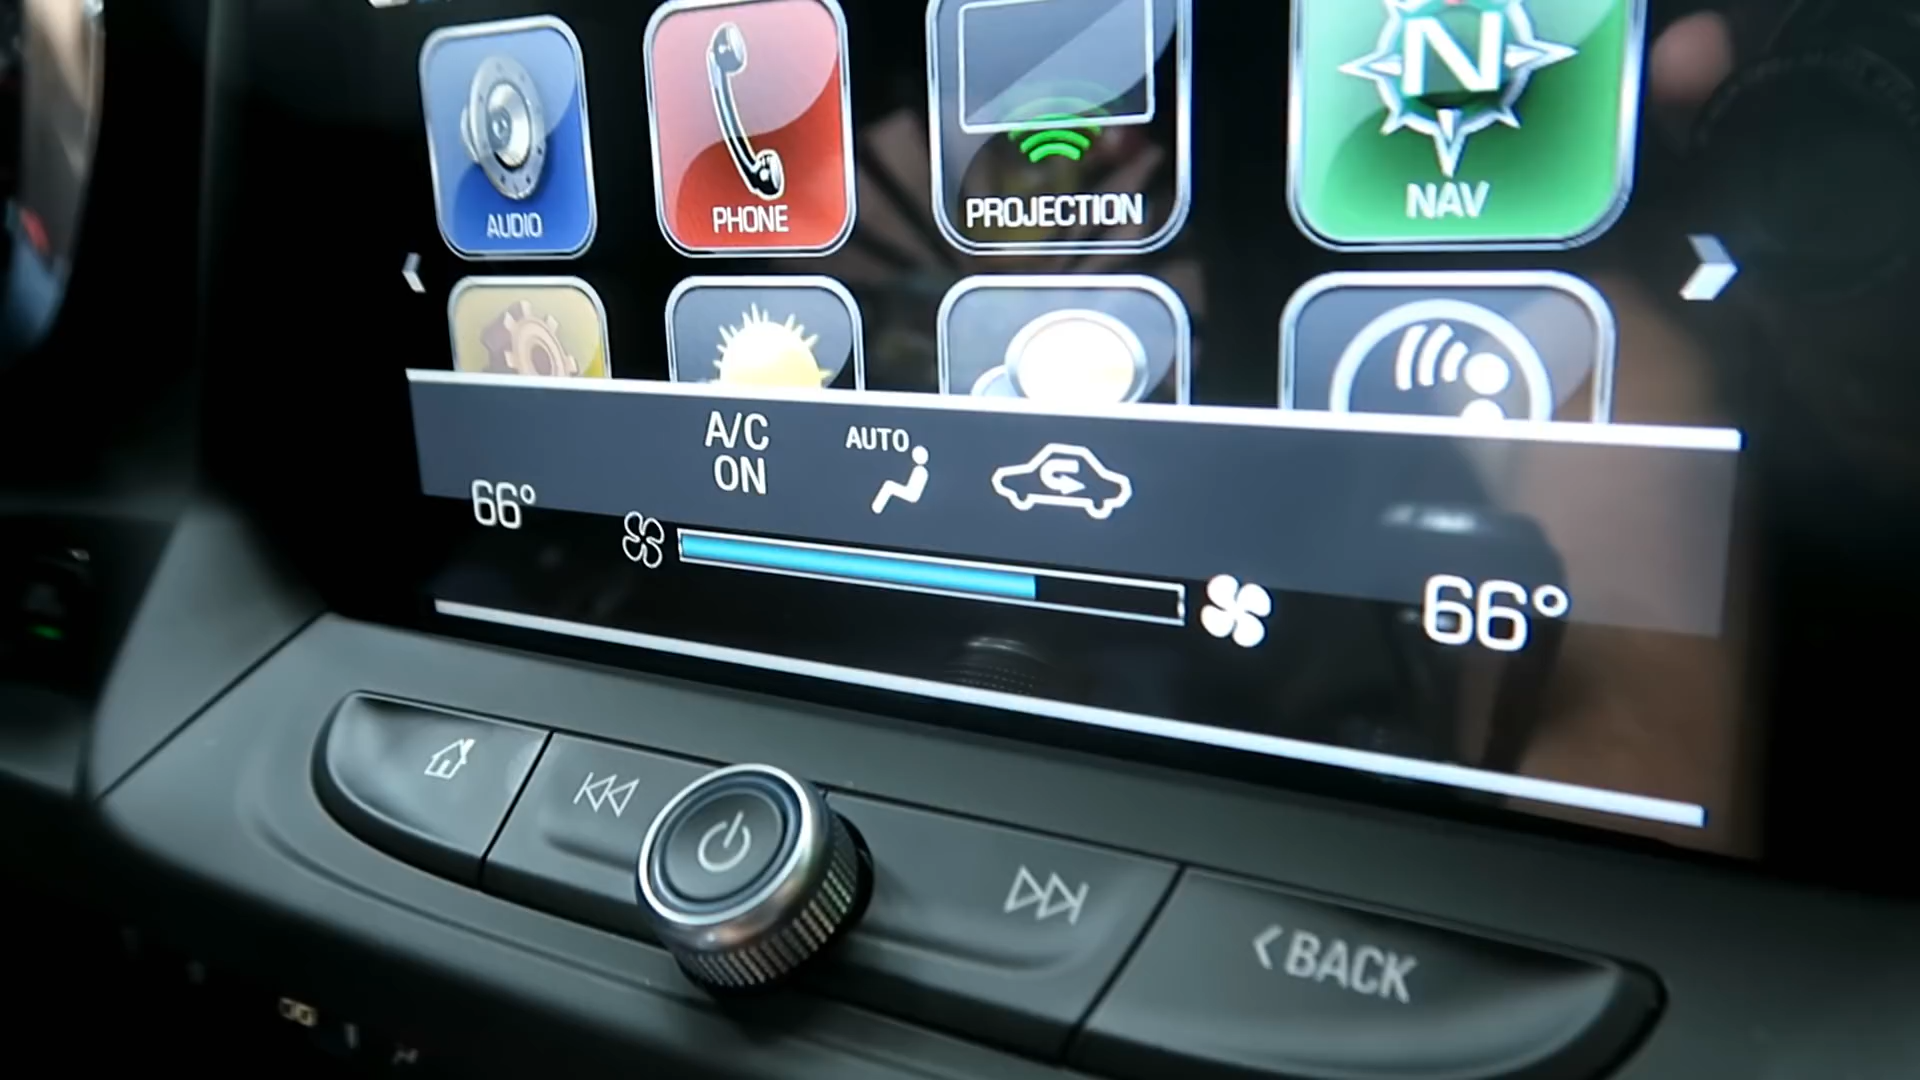 AUDIO
PHONE
PROJECTION
N
NAV
A/C
ON
AUTO
66°
66°
BACK